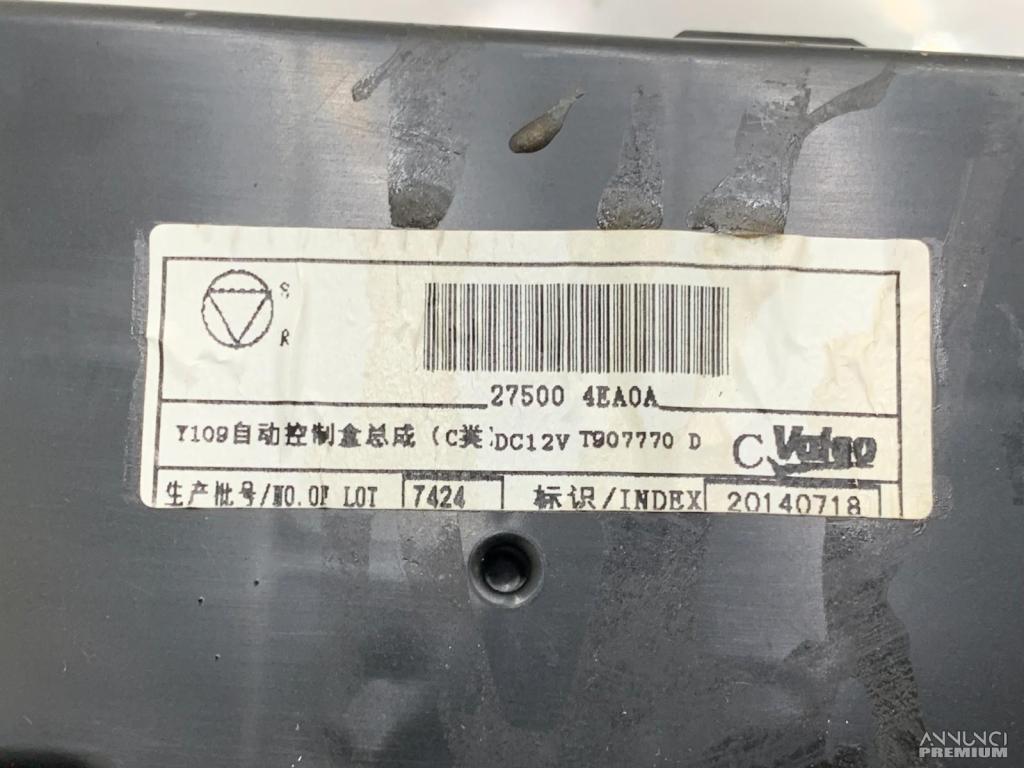 S
R
27500 4EA0A
Y109自动控制盒总成 (C类) DC12V T907770 D C Valeo
生产批号/NO.OF LOT 7424 标识/INDEX 20140718
ANNUNCI
PREMIUM